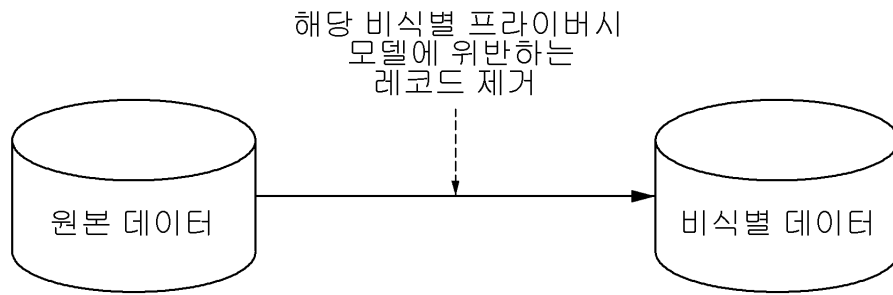 해당 비식별 프라이버시
모델에 위반하는
레코드 제거
원본 데이터
비식별 데이터